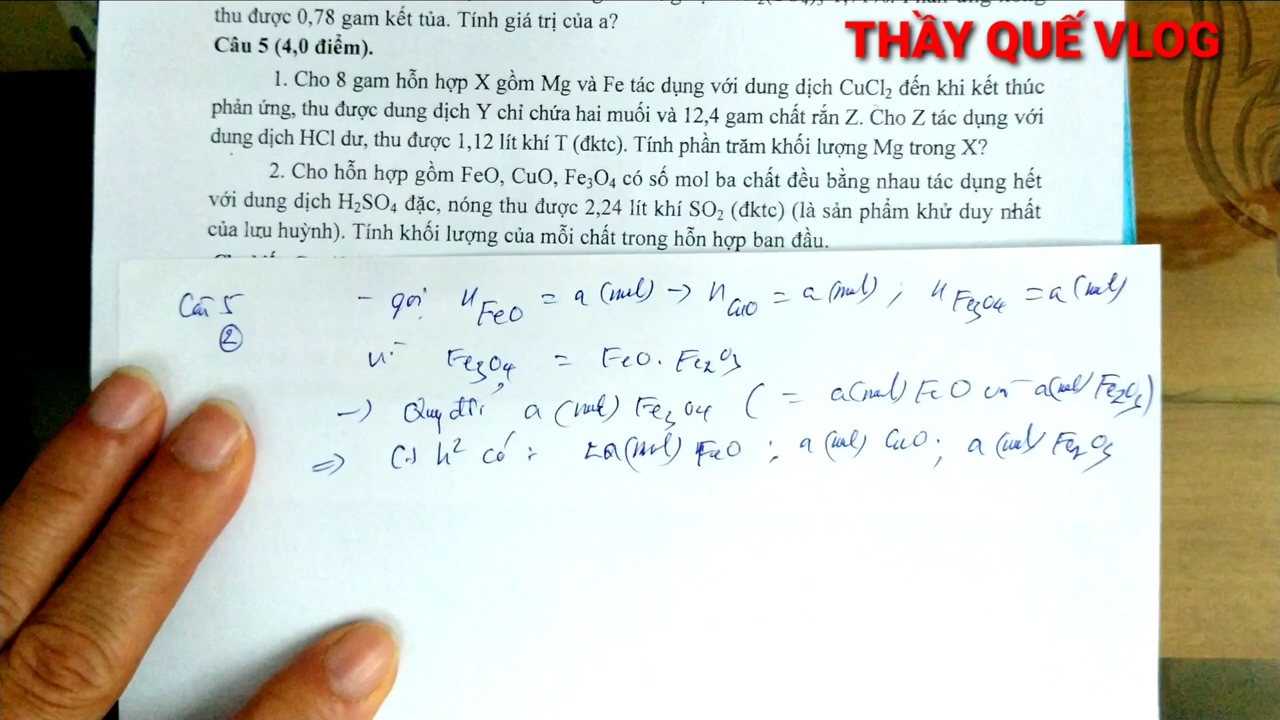 thu được 0,78 gam kết tủa. Tính giá trị của a?
THẦY QUẾ VLOG
Câu 5 (4,0 điểm).
1. Cho 8 gam hỗn hợp X gồm Mg và Fe tác dụng với dung dịch CuCl₂ đến khi kết thúc
phản ứng, thu được dung dịch Y chỉ chứa hai muối và 12,4 gam chất rắn Z. Cho Z tác dụng với
dung dịch HCl dư, thu được 1,12 lít khí T (đktc). Tính phần trăm khối lượng Mg trong X?
2. Cho hỗn hợp gồm FeO, CuO, Fe₃O₄ có số mol ba chất đều bằng nhau tác dụng hết
với dung dịch H₂SO₄ đặc, nóng thu được 2,24 lít khí SO₂ (đktc) (là sản phẩm khử duy nhất
của lưu huỳnh). Tính khối lượng của mỗi chất trong hỗn hợp ban đầu.
Câu 5 - gọi n FeO = a (mol) → n CuO = a (mol) ; n Fe₃O₄ = a (mol)
②
Vì Fe₃O₄ = FeO . Fe₂O₃
→ Quy đổi a (mol) Fe₃O₄ ( = a (mol) FeO và a (mol) Fe₂O₃)
⇒ h² có : 2a (mol) FeO ; a (mol) CuO ; a (mol) Fe₂O₃